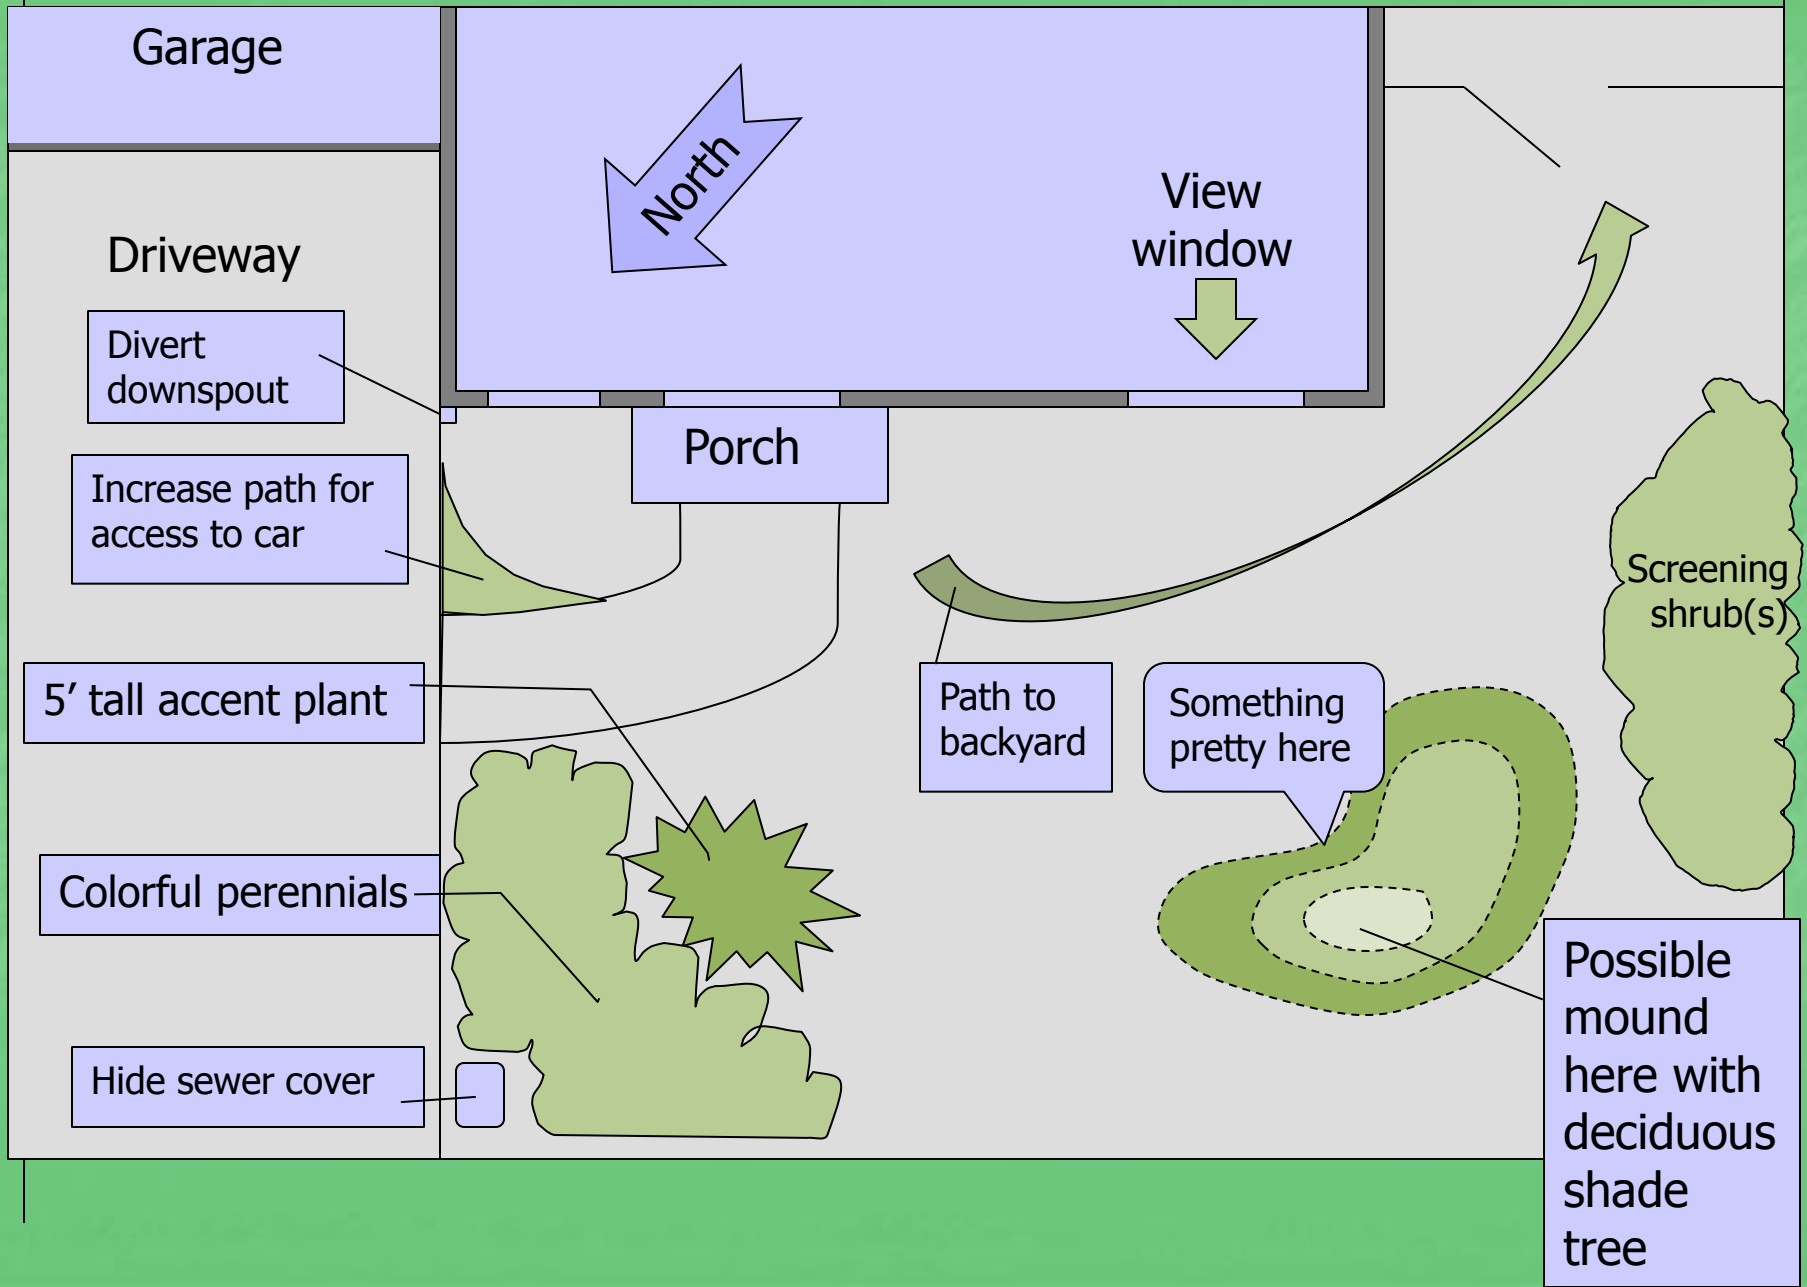 Garage
North
View
window
Driveway
Divert
downspout
Porch
Increase path for
access to car
Screening
shrub(s)
5’ tall accent plant
Path to
backyard
Something
pretty here
Colorful perennials
Possible
mound
here with
deciduous
shade
tree
Hide sewer cover